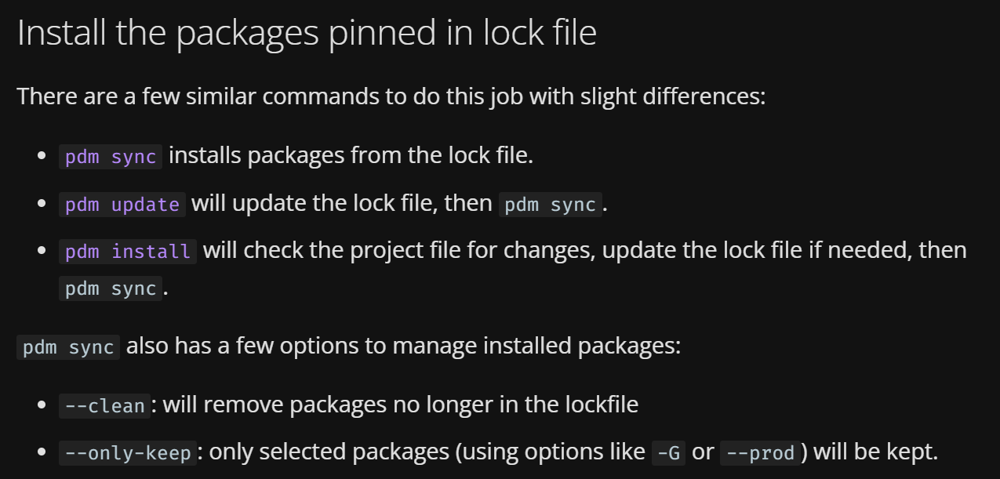 Install the packages pinned in lock file
There are a few similar commands to do this job with slight differences:
• pdm sync installs packages from the lock file.
• pdm update will update the lock file, then pdm sync.
• pdm install will check the project file for changes, update the lock file if needed, then
pdm sync.
pdm sync also has a few options to manage installed packages:
• --clean: will remove packages no longer in the lockfile
• --only-keep: only selected packages (using options like -G or --prod) will be kept.